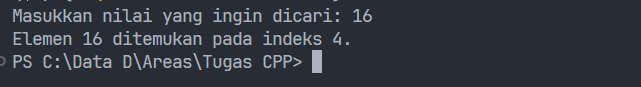 Masukkan nilai yang ingin dicari: 16
Elemen 16 ditemukan pada indeks 4.
PS C:\Data D\Areas\Tugas CPP>